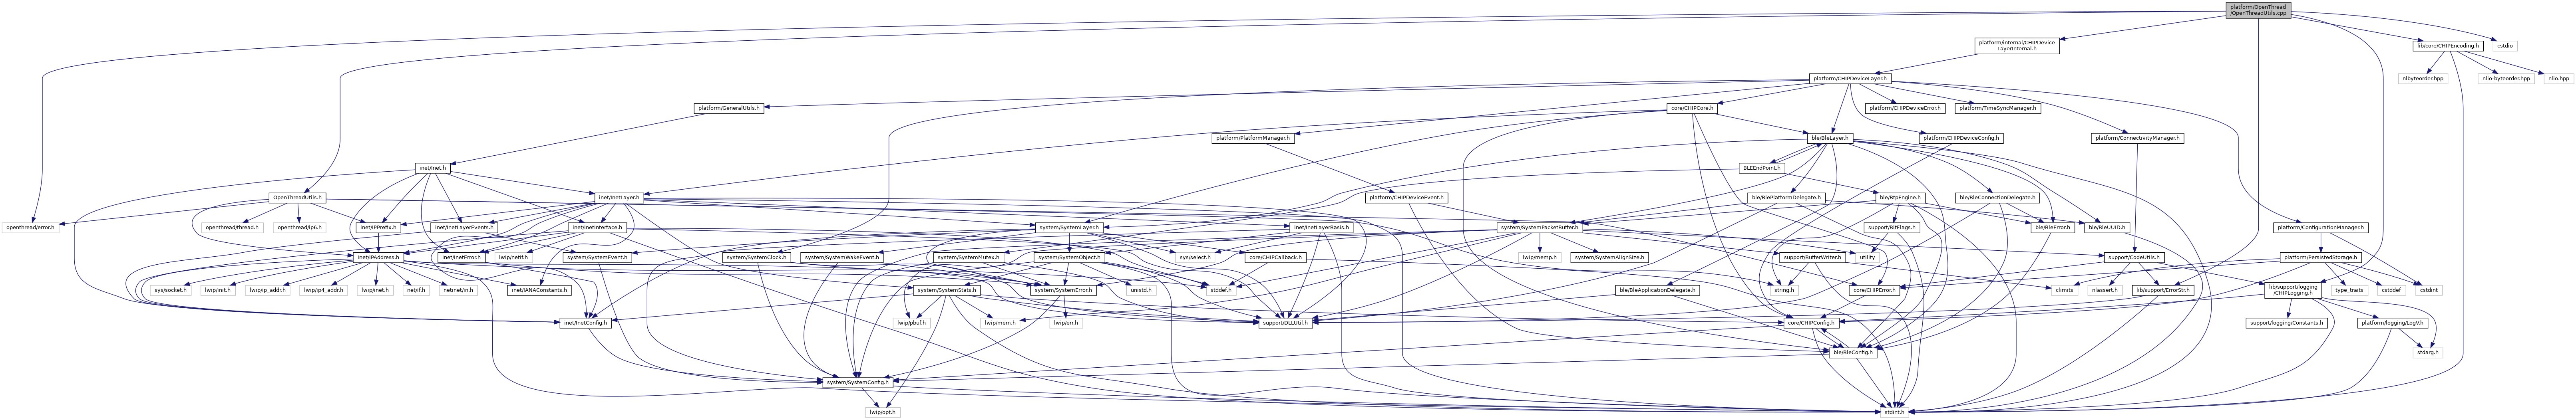 platform/OpenThread
/OpenThreadUtils.cpp
platform/internal/CHIPDevice
LayerInternal.h
lib/core/CHIPEncoding.h
cstdio
platform/CHIPDeviceLayer.h
nlbyteorder.hpp
nlio-byteorder.hpp
nlio.hpp
platform/GeneralUtils.h
core/CHIPCore.h
platform/CHIPDeviceError.h
platform/TimeSyncManager.h
platform/PlatformManager.h
ble/BleLayer.h
platform/CHIPDeviceConfig.h
platform/ConnectivityManager.h
inet/Inet.h
BLEEndPoint.h
OpenThreadUtils.h
inet/InetLayer.h
platform/CHIPDeviceEvent.h
ble/BlePlatformDelegate.h
ble/BtpEngine.h
ble/BleConnectionDelegate.h
openthread/error.h
openthread/thread.h
openthread/ip6.h
inet/IPPrefix.h
inet/InetLayerEvents.h
inet/InetInterface.h
system/SystemLayer.h
inet/InetLayerBasis.h
system/SystemPacketBuffer.h
support/BitFlags.h
ble/BleError.h
ble/BleUUID.h
platform/ConfigurationManager.h
inet/IPAddress.h
inet/InetError.h
lwip/netif.h
system/SystemEvent.h
system/SystemClock.h
system/SystemWakeEvent.h
system/SystemMutex.h
system/SystemObject.h
sys/select.h
core/CHIPCallback.h
lwip/memp.h
system/SystemAlignSize.h
support/BufferWriter.h
utility
support/CodeUtils.h
platform/PersistedStorage.h
sys/socket.h
lwip/init.h
lwip/ip_addr.h
lwip/ip4_addr.h
lwip/inet.h
net/if.h
netinet/in.h
inet/IANAConstants.h
system/SystemStats.h
system/SystemError.h
unistd.h
stddef.h
ble/BleApplicationDelegate.h
string.h
core/CHIPError.h
climits
nlassert.h
lib/support/ErrorStr.h
lib/support/logging
/CHIPLogging.h
type_traits
cstddef
cstdint
inet/InetConfig.h
lwip/pbuf.h
lwip/mem.h
lwip/err.h
support/DLLUtil.h
core/CHIPConfig.h
support/logging/Constants.h
platform/logging/LogV.h
ble/BleConfig.h
stdarg.h
system/SystemConfig.h
lwip/opt.h
stdint.h